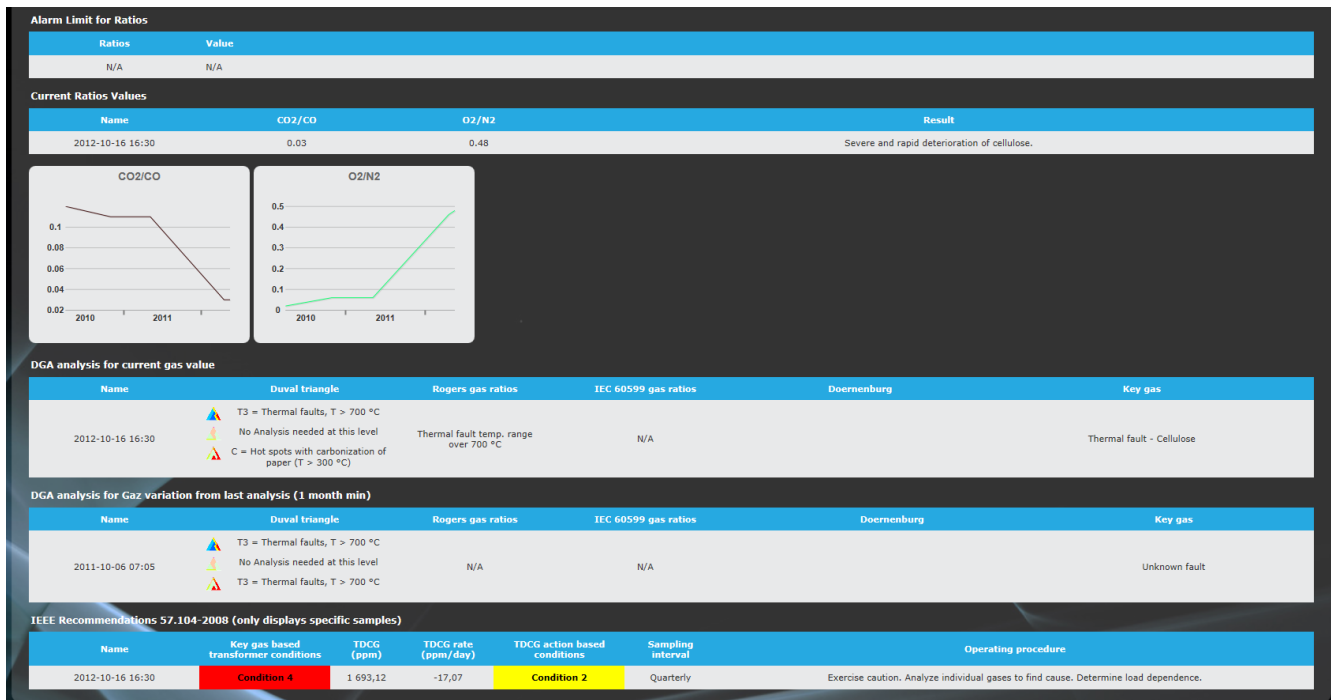 Alarm Limit for Ratios
Ratios Value
N/A N/A
Current Ratios Values
Name CO2/CO O2/N2 Result
2012-10-16 16:30 0.03 0.48 Severe and rapid deterioration of cellulose.
CO2/CO
0.1
0.08
0.06
0.04
0.02
2010 2011
O2/N2
0.5
0.4
0.3
0.2
0.1
0
2010 2011
DGA analysis for current gas value
Name Duval triangle Rogers gas ratios IEC 60599 gas ratios Doernenburg Key gas
2012-10-16 16:30
T3 = Thermal faults, T > 700 °C
No Analysis needed at this level
C = Hot spots with carbonization of
paper (T > 300 °C)
Thermal fault temp. range
over 700 °C
N/A
Thermal fault - Cellulose
DGA analysis for Gaz variation from last analysis (1 month min)
Name Duval triangle Rogers gas ratios IEC 60599 gas ratios Doernenburg Key gas
2011-10-06 07:05
T3 = Thermal faults, T > 700 °C
No Analysis needed at this level
T3 = Thermal faults, T > 700 °C
N/A
N/A
Unknown fault
IEEE Recommendations 57.104-2008 (only displays specific samples)
Name
Key gas based
transformer conditions
TDCG
(ppm)
TDCG rate
(ppm/day)
TDCG action based
conditions
Sampling
interval
Operating procedure
2012-10-16 16:30 Condition 4 1 693,12 -17,07 Condition 2 Quarterly Exercise caution. Analyze individual gases to find cause. Determine load dependence.